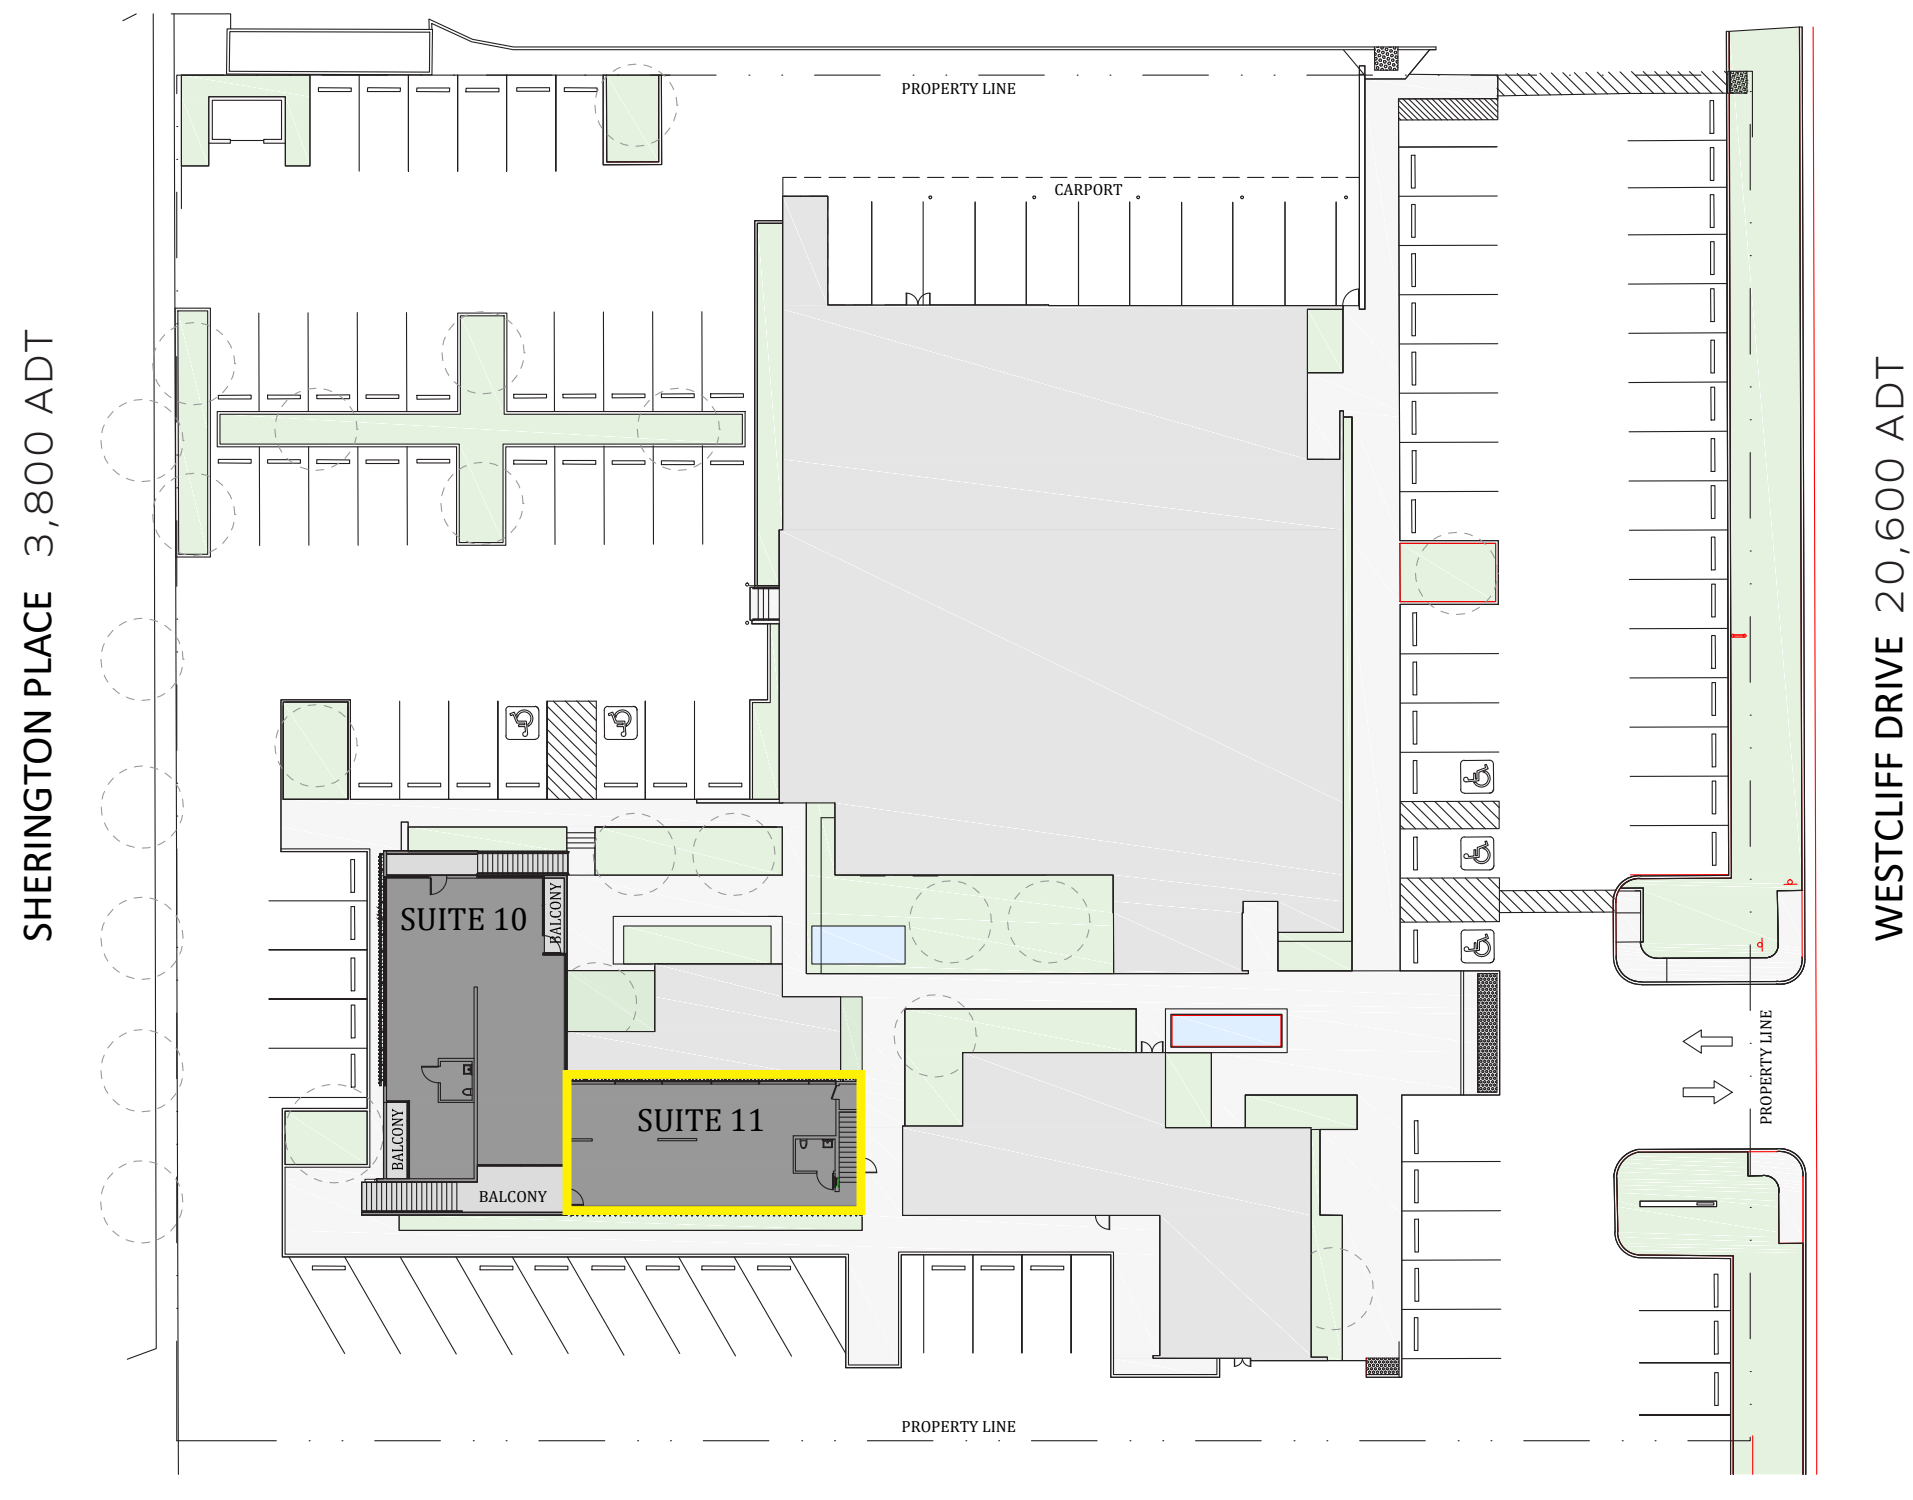 PROPERTY LINE
CARPORT
SHERINGTON PLACE 3,800 ADT
WESTCLIFF DRIVE 20,600 ADT
SUITE 10
BALCONY
PROPERTY LINE
SUITE 11
BALCONY
BALCONY
PROPERTY LINE